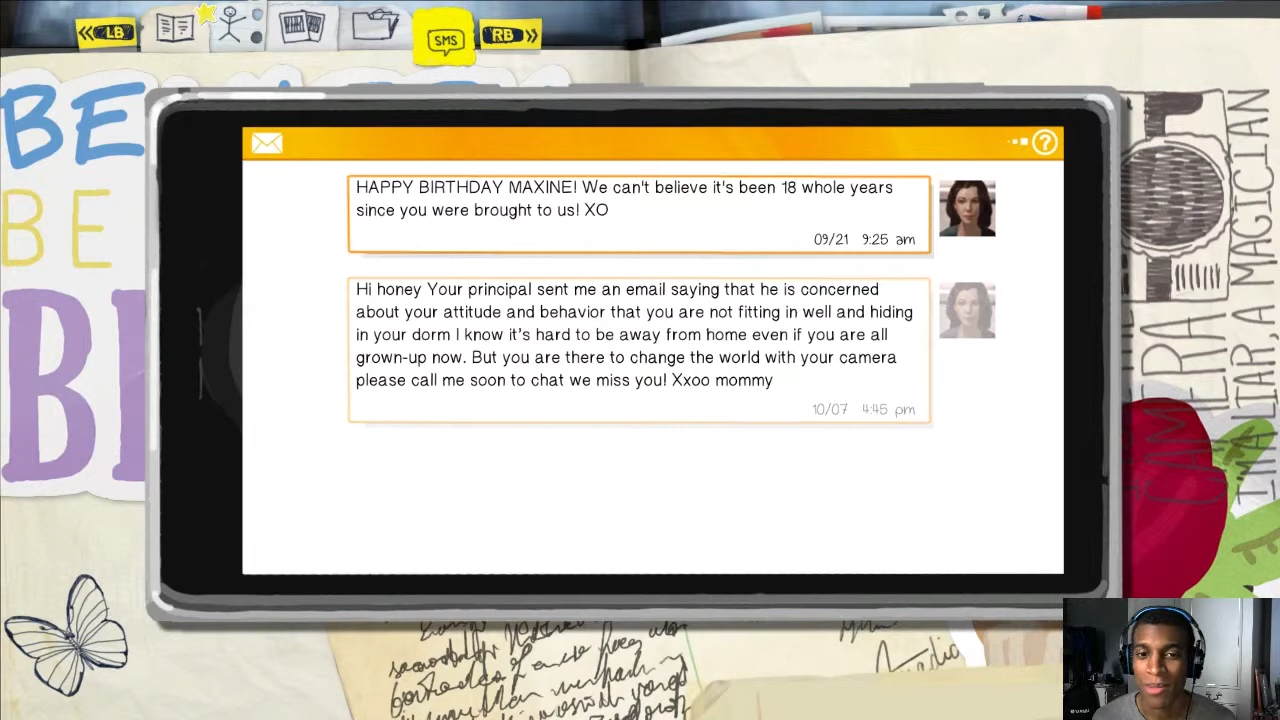 LB
SMS
RB
HAPPY BIRTHDAY MAXINE! We can't believe it's been 18 whole years
since you were brought to us! XO
09/21 9:25 am
Hi honey Your principal sent me an email saying that he is concerned
about your attitude and behavior that you are not fitting in well and hiding
in your dorm I know it's hard to be away from home even if you are all
grown-up now. But you are there to change the world with your camera
please call me soon to chat we miss you! Xxoo mommy
10/07 4:45 pm
BE
BE